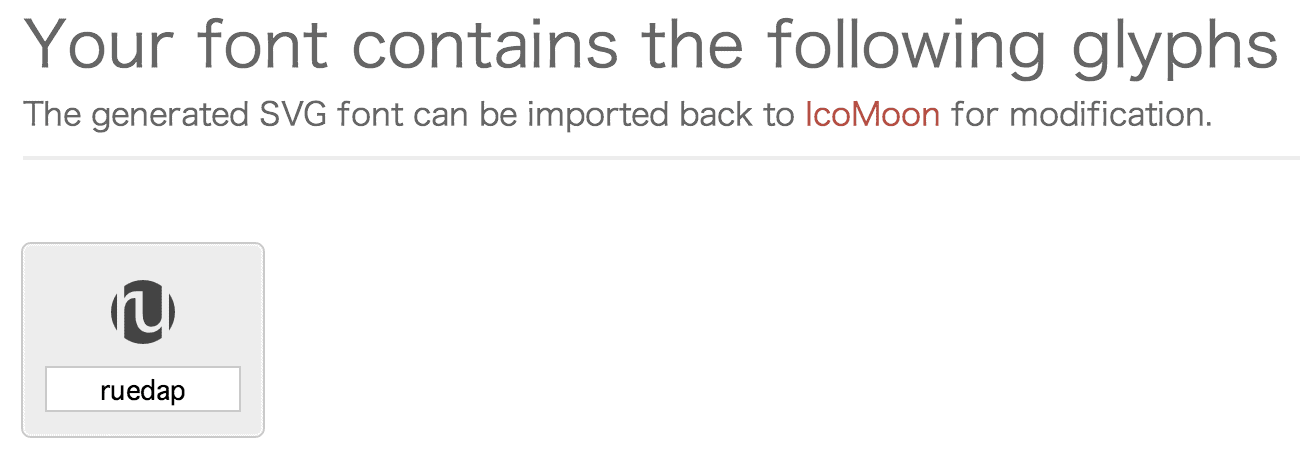 Your font contains the following glyphs
The generated SVG font can be imported back to IcoMoon for modification.
ru
ruedap